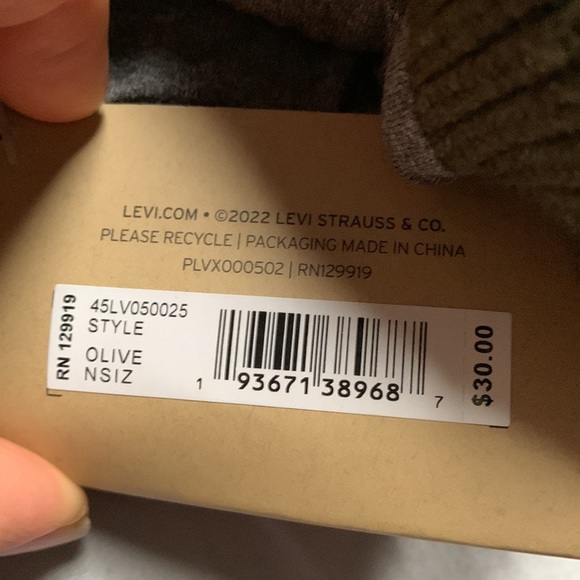 LEVI.COM • ©2022 LEVI STRAUSS & CO.
PLEASE RECYCLE | PACKAGING MADE IN CHINA
PLVX000502 | RN129919
RN 129919
45LV050025
STYLE
OLIVE
NSIZ
1 93671 38968 7
$30.00